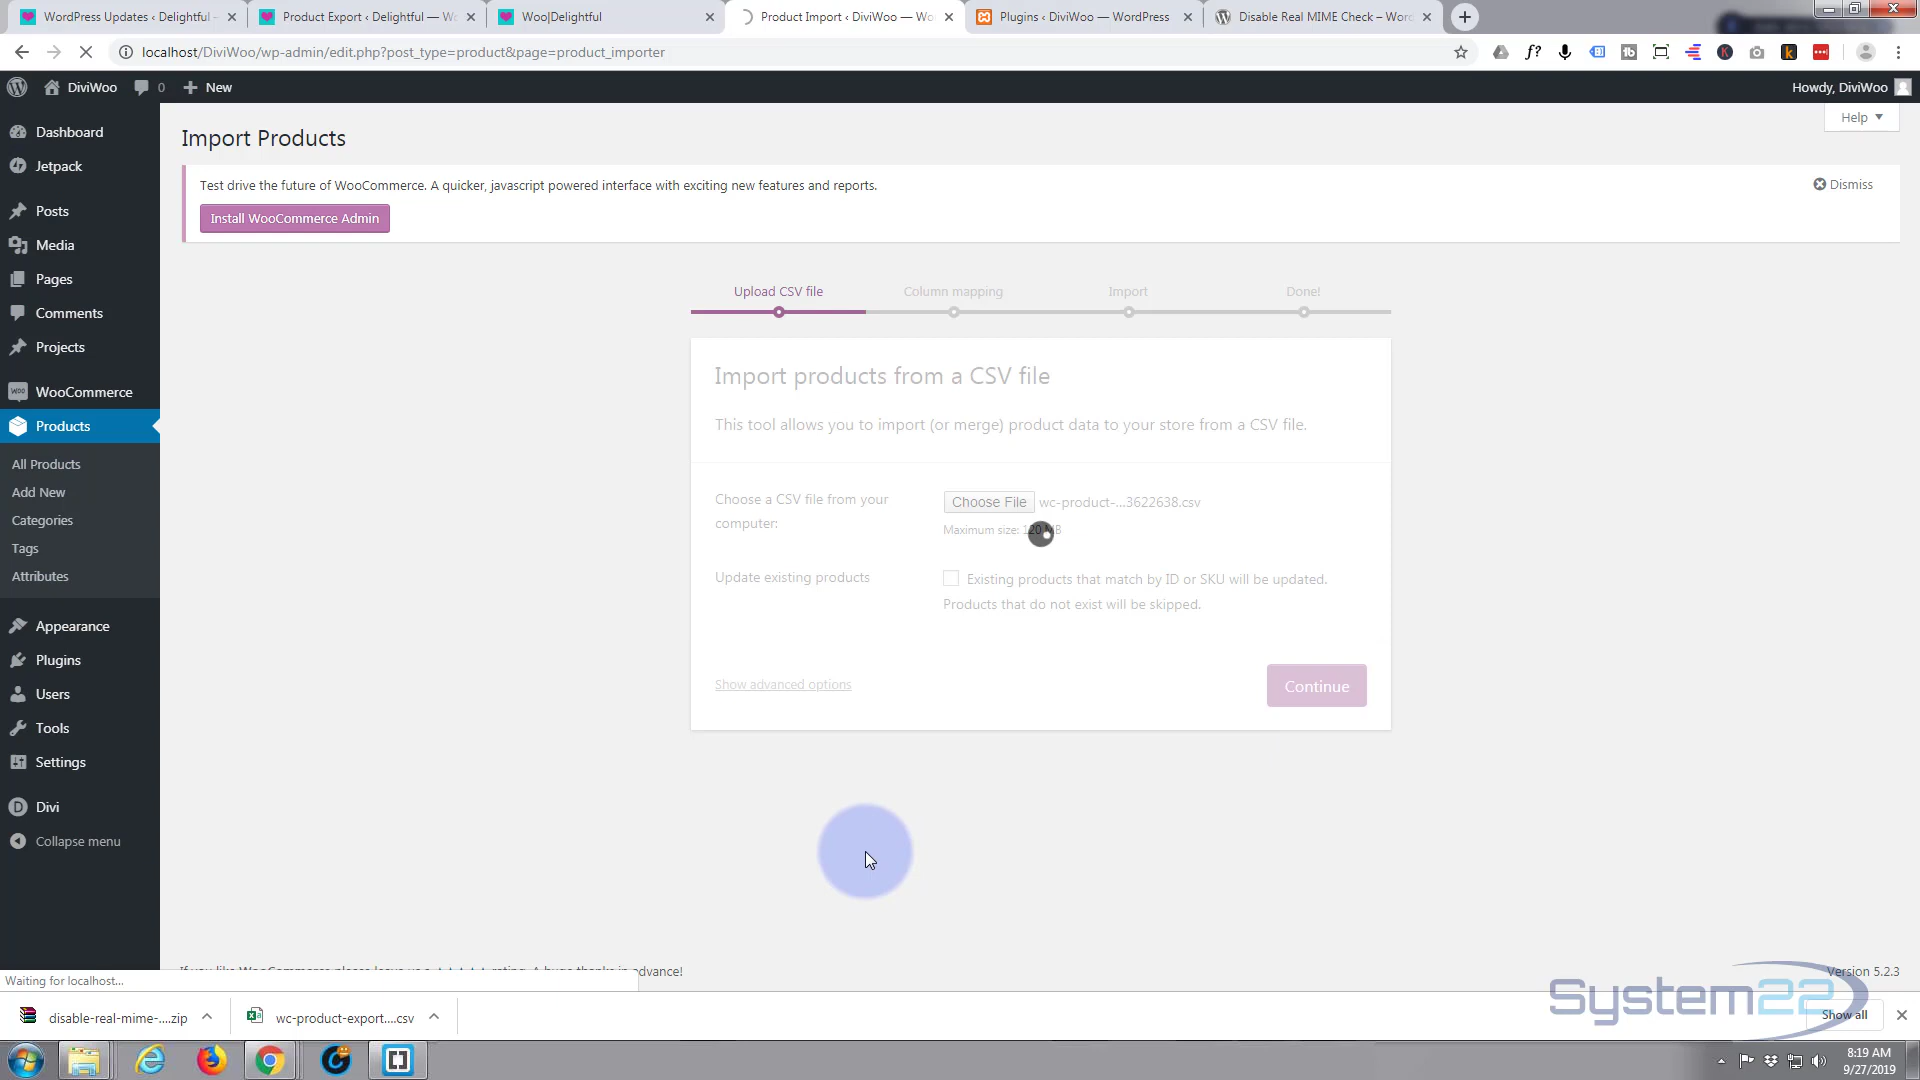 WordPress Updates ‹ Delightful -
Product Export ‹ Delightful — Wo
Woo|Delightful
Product Import ‹ DiviWoo — Wo
Plugins ‹ DiviWoo — WordPress
Disable Real MIME Check – Word
localhost/DiviWoo/wp-admin/edit.php?post_type=product&page=product_importer
DiviWoo
0
New
Howdy, DiviWoo
Help
Dashboard
Jetpack
Posts
Media
Pages
Comments
Projects
WooCommerce
Products
All Products
Add New
Categories
Tags
Attributes
Appearance
Plugins
Users
Tools
Settings
Divi
Collapse menu
Import Products
Test drive the future of WooCommerce. A quicker, javascript powered interface with exciting new features and reports.
Dismiss
Install WooCommerce Admin
Upload CSV file
Column mapping
Import
Done!
Import products from a CSV file
This tool allows you to import (or merge) product data to your store from a CSV file.
Choose a CSV file from your
computer:
Choose File
wc-product-...3622638.csv
Maximum size: 120 MB
Update existing products
Existing products that match by ID or SKU will be updated.
Products that do not exist will be skipped.
Show advanced options
Continue
Version 5.2.3
Waiting for localhost...
disable-real-mime-....zip
wc-product-export....csv
System22
Show all
8:19 AM
9/27/2019